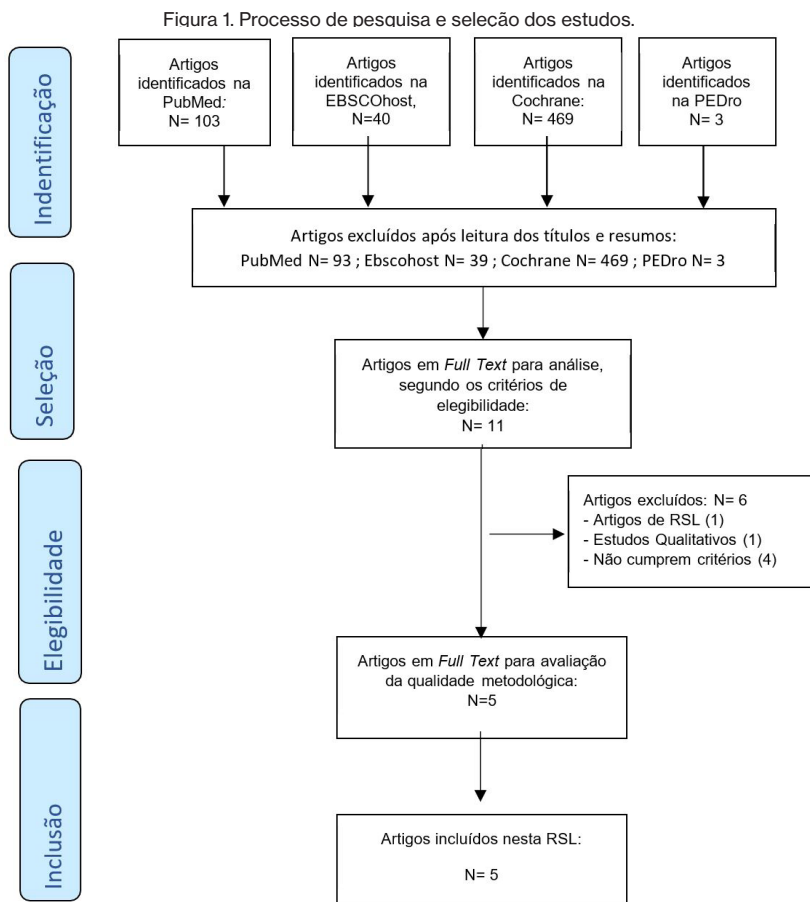 Figura 1. Processo de pesquisa e seleção dos estudos.
Indentificação
Artigos
identificados na
PubMed:
N= 103
Artigos
identificados na
EBSCOhost,
N=40
Artigos
identificados na
Cochrane:
N= 469
Artigos
identificados
na PEDro
N= 3
Artigos excluídos após leitura dos títulos e resumos:
PubMed N= 93 ; Ebscohost N= 39 ; Cochrane N= 469 ; PEDro N= 3
Seleção
Artigos em Full Text para análise,
segundo os critérios de
elegibilidade:
N= 11
Elegibilidade
Artigos excluídos: N= 6
- Artigos de RSL (1)
- Estudos Qualitativos (1)
- Não cumprem critérios (4)
Artigos em Full Text para avaliação
da qualidade metodológica:
N=5
Inclusão
Artigos incluídos nesta RSL:
N= 5